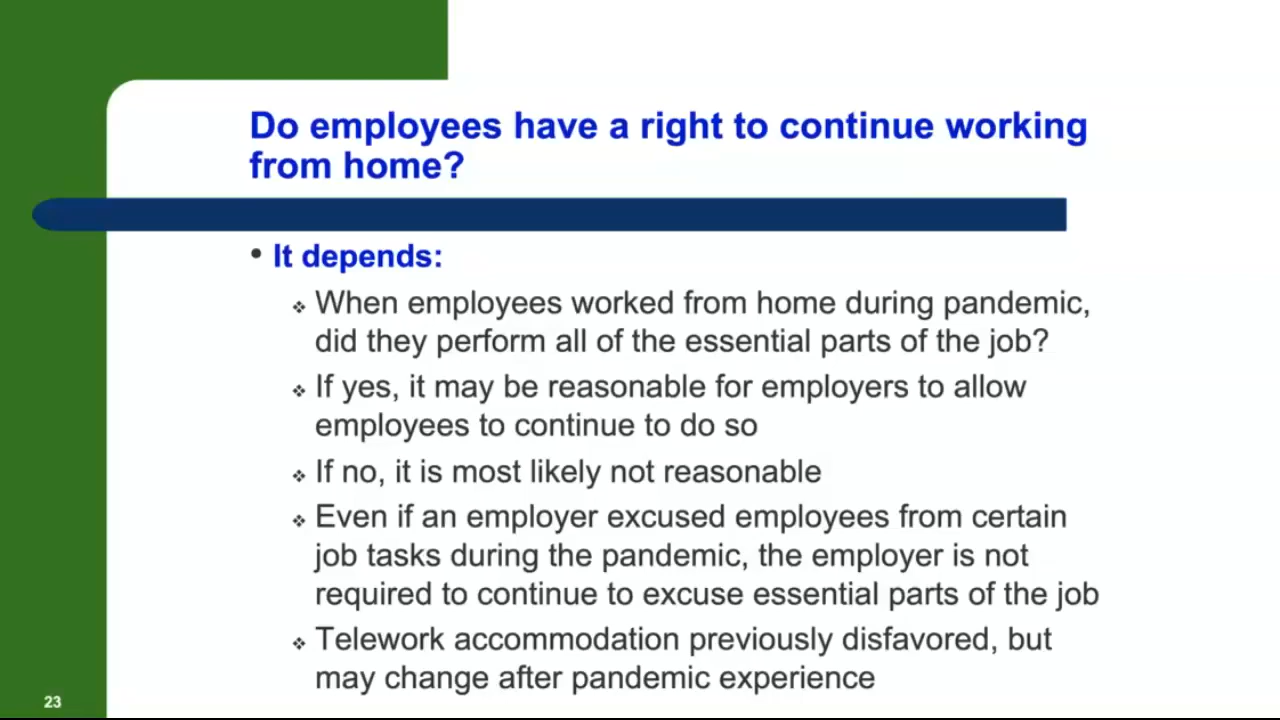 Do employees have a right to continue working
from home?
• It depends:
❖ When employees worked from home during pandemic,
did they perform all of the essential parts of the job?
❖ If yes, it may be reasonable for employers to allow
employees to continue to do so
❖ If no, it is most likely not reasonable
❖ Even if an employer excused employees from certain
job tasks during the pandemic, the employer is not
required to continue to excuse essential parts of the job
❖ Telework accommodation previously disfavored, but
may change after pandemic experience
23